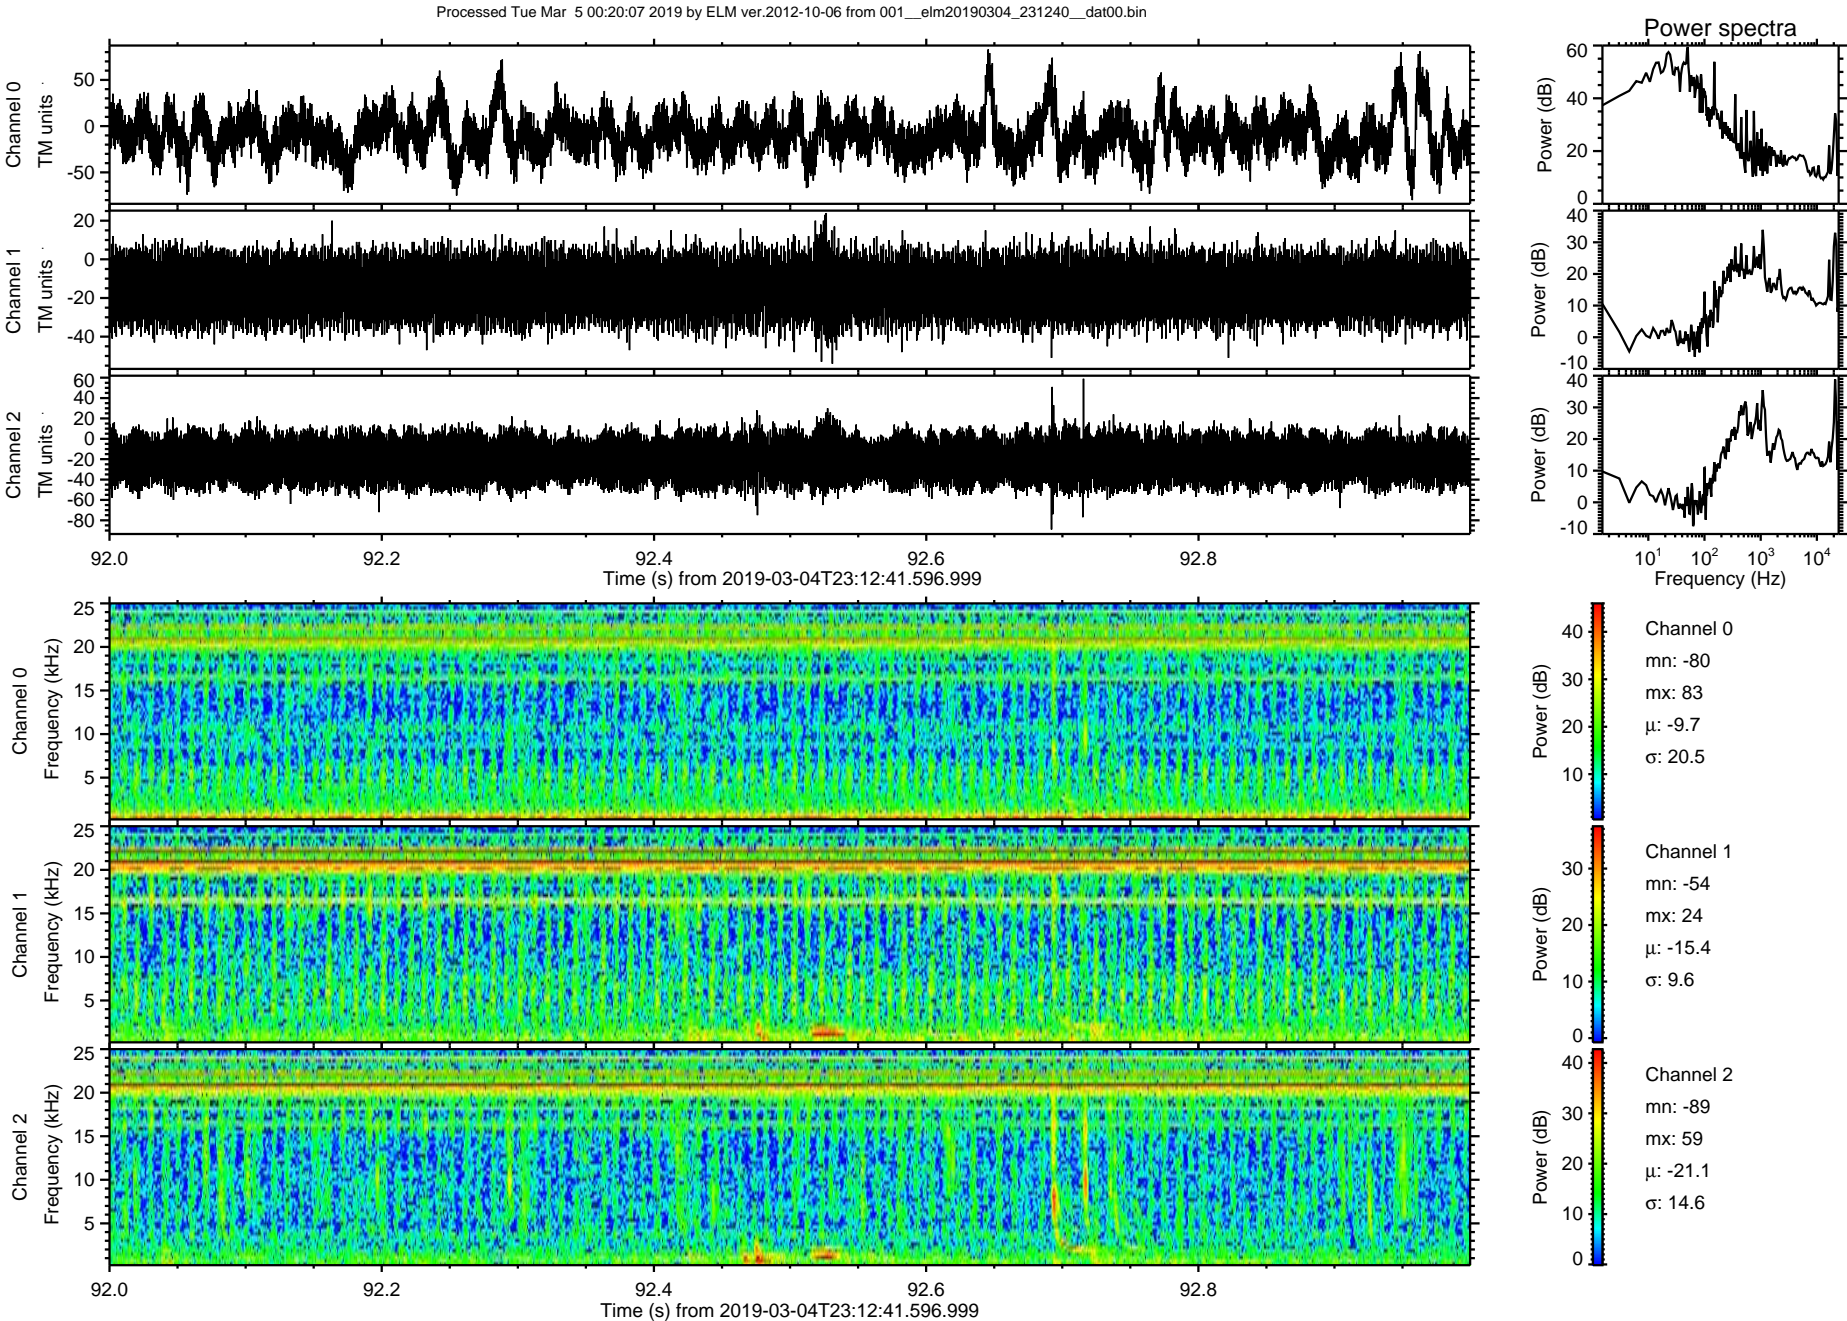 Processed Tue Mar  5 00:20:07 2019 by ELM ver.2012-10-06 from 001__elm20190304_231240__dat00.bin
Power spectra
Channel 0
TM units
50
0
-50
Power (dB)
60
40
20
0
Channel 1
TM units
20
0
-20
-40
Power (dB)
40
30
20
10
0
-10
Channel 2
TM units
60
40
20
0
-20
-40
-60
-80
Power (dB)
40
30
20
10
0
-10
92.0 92.2 92.4 92.6 92.8
Time (s) from 2019-03-04T23:12:41.596.999
10¹ 10² 10³ 10⁴
Frequency (Hz)
Channel 0
Frequency (kHz)
25
20
15
10
5
Power (dB)
40
30
20
10
Channel 0
mn: -80
mx: 83
μ: -9.7
σ: 20.5
Channel 1
Frequency (kHz)
25
20
15
10
5
Power (dB)
30
20
10
0
Channel 1
mn: -54
mx: 24
μ: -15.4
σ: 9.6
Channel 2
Frequency (kHz)
25
20
15
10
5
Power (dB)
40
30
20
10
0
Channel 2
mn: -89
mx: 59
μ: -21.1
σ: 14.6
92.0 92.2 92.4 92.6 92.8
Time (s) from 2019-03-04T23:12:41.596.999